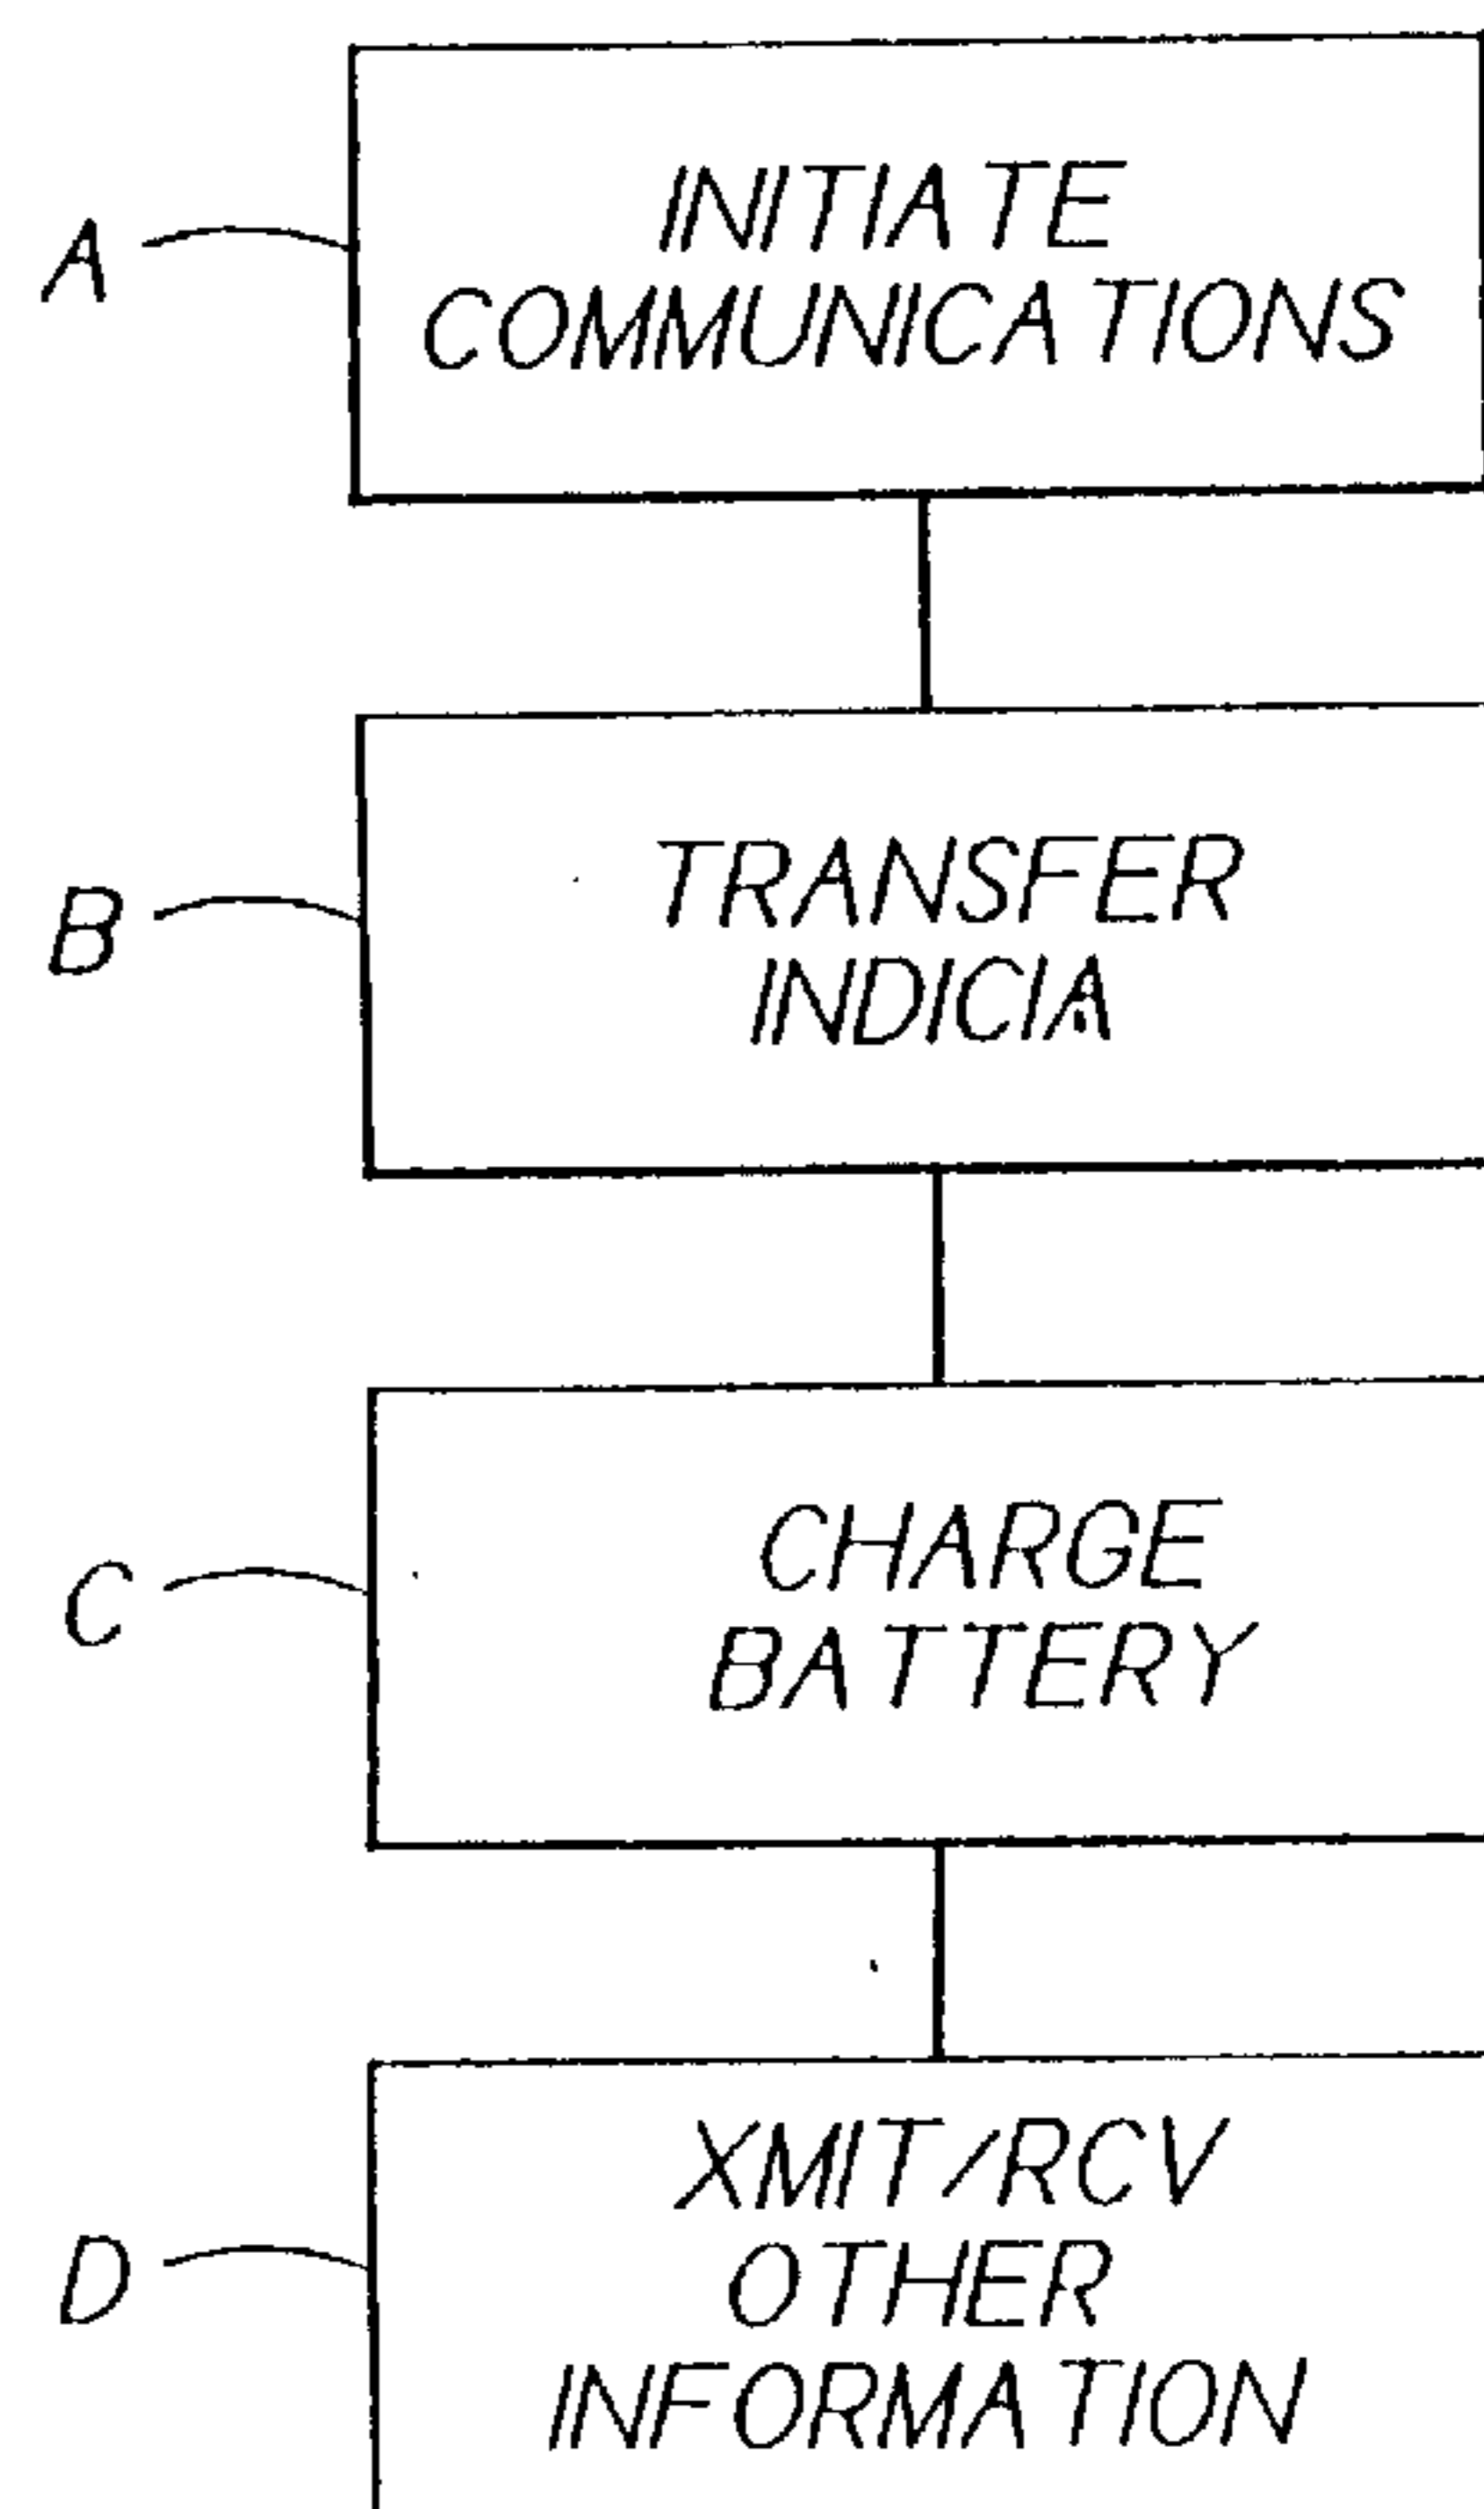 A
INITIATE
COMMUNICATIONS
B
TRANSFER
INDICIA
C
CHARGE
BATTERY
D
XMIT/RCV
OTHER
INFORMATION